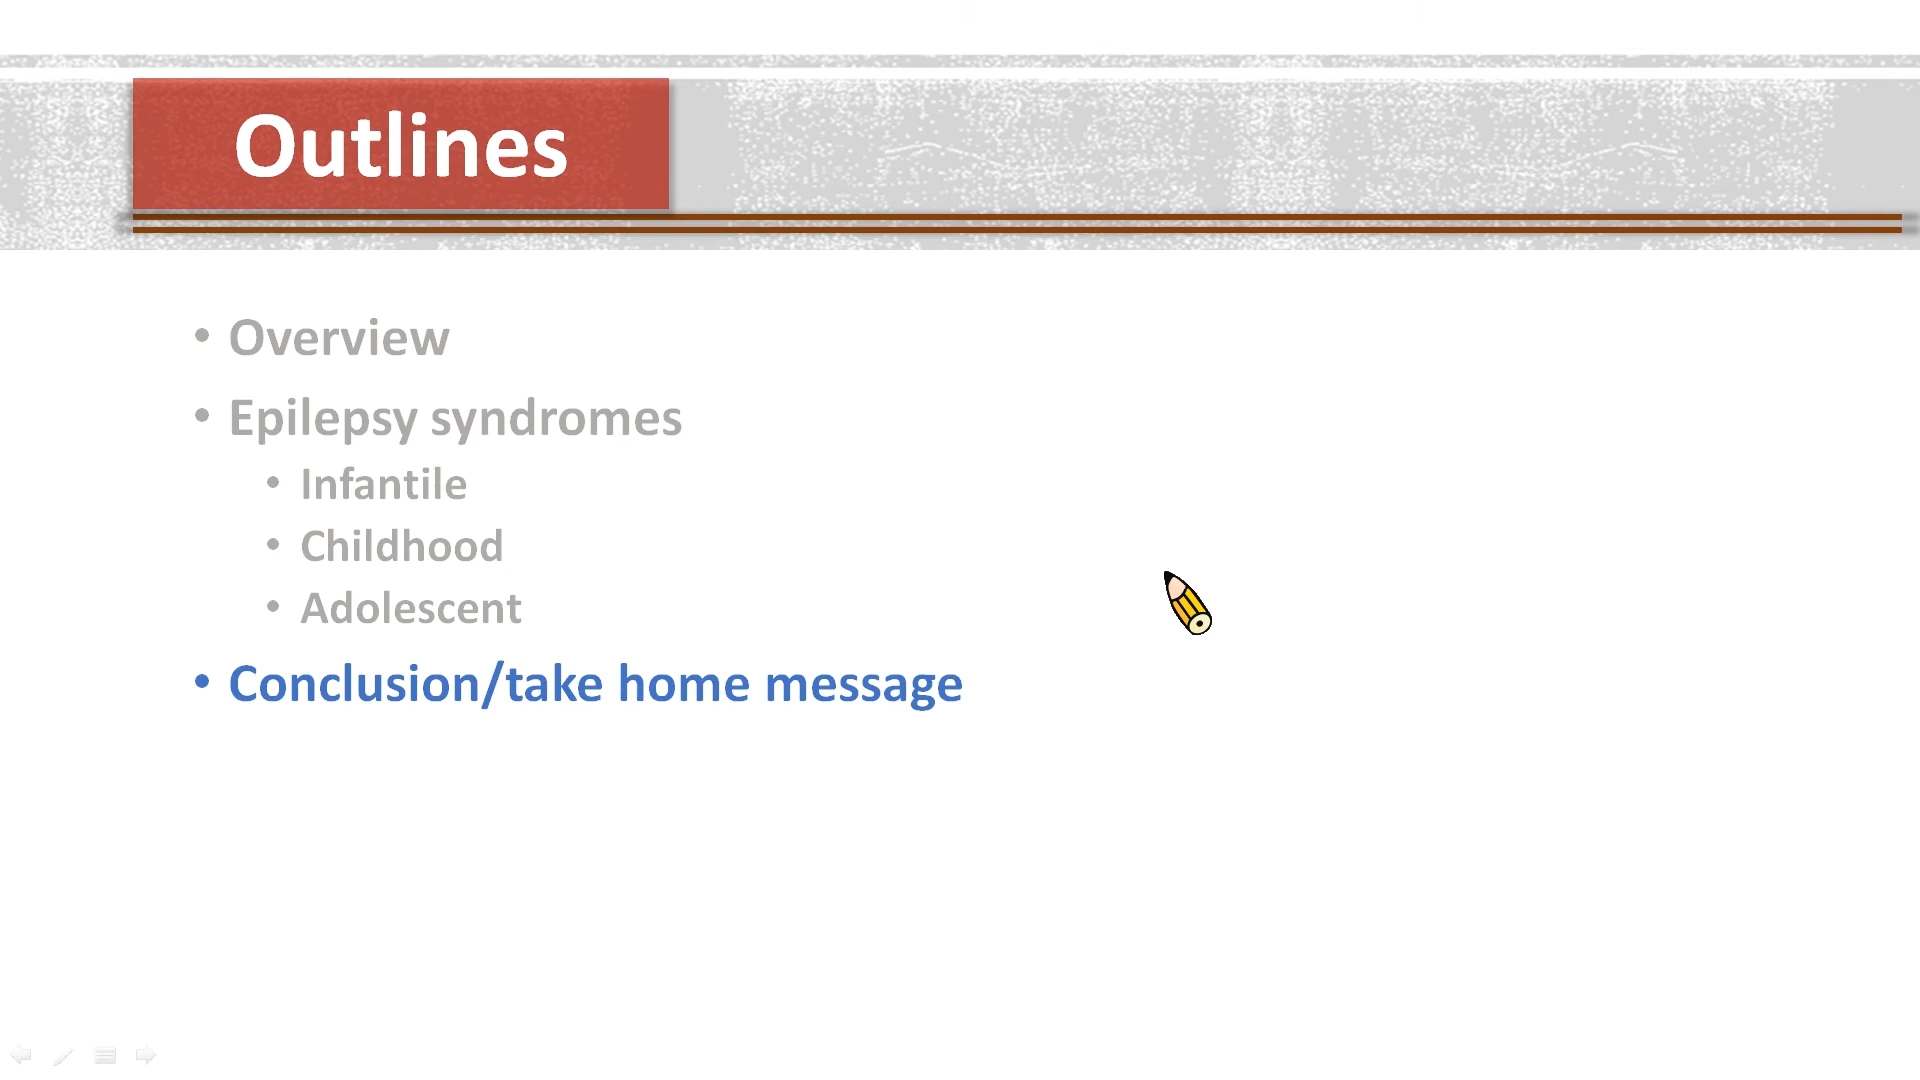 Outlines
• Overview
• Epilepsy syndromes
• Infantile
• Childhood
• Adolescent
• Conclusion/take home message